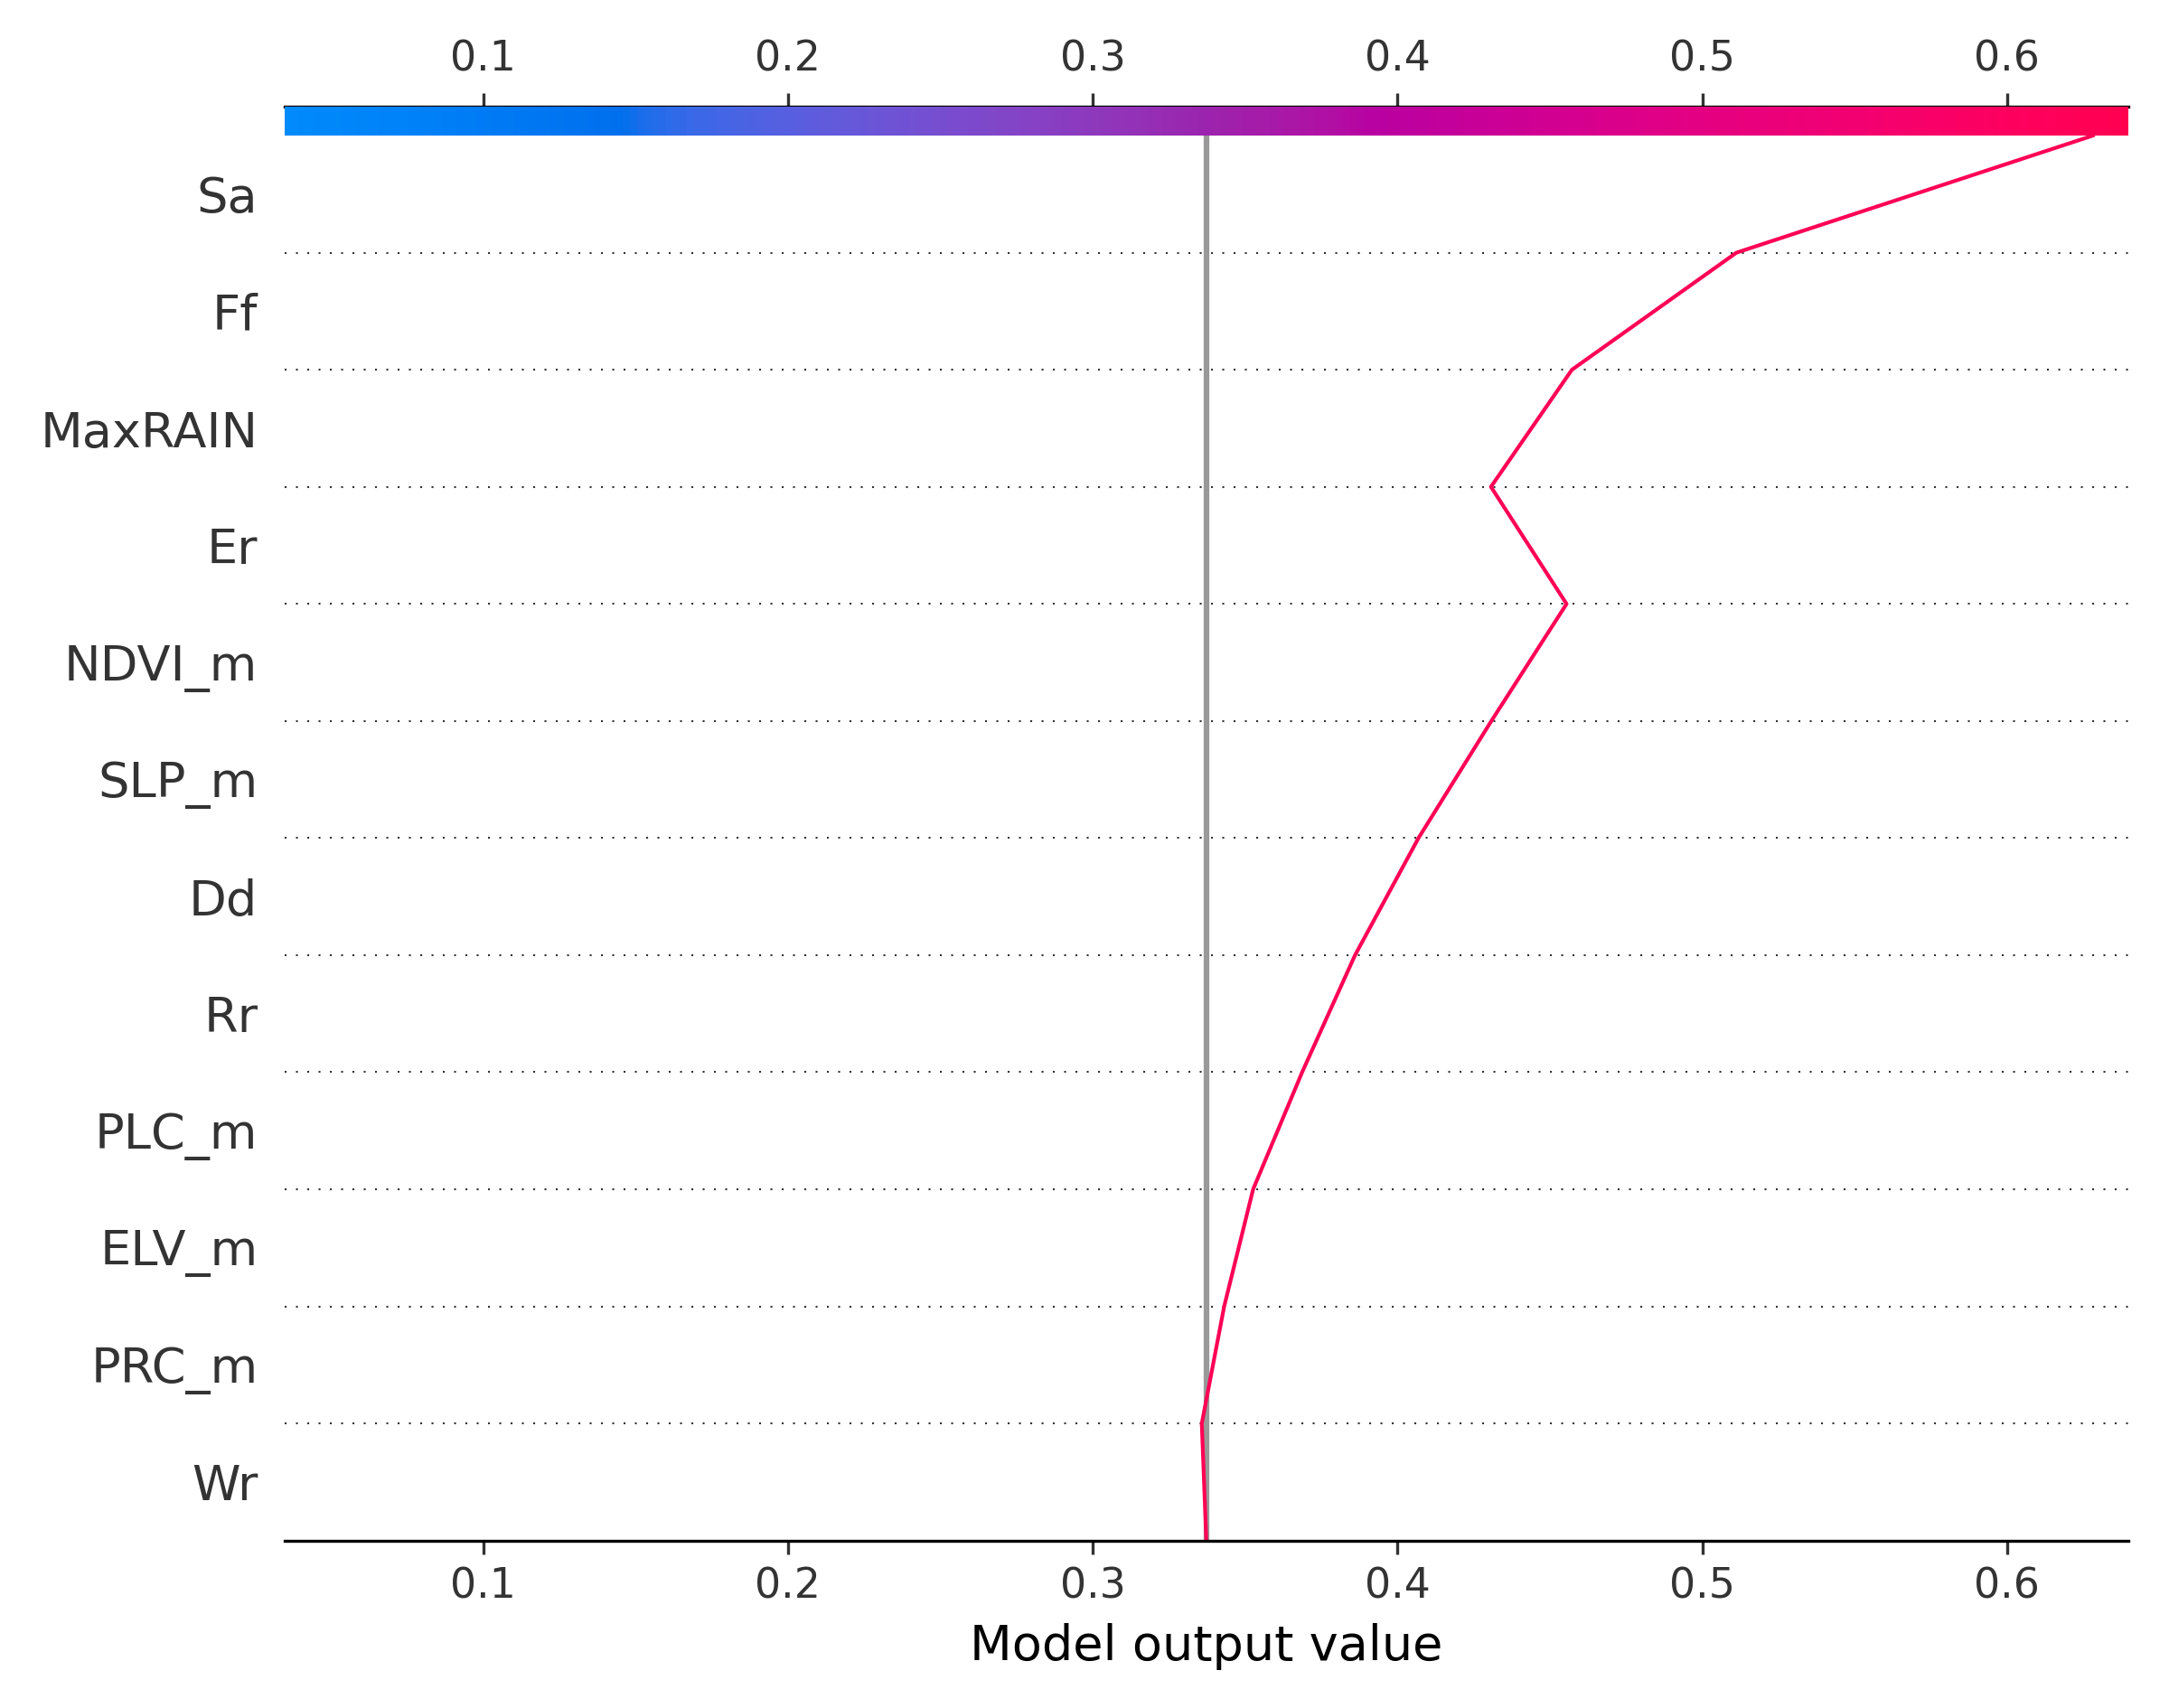 0.1 0.2 0.3 0.4 0.5 0.6
Sa
Ff
MaxRAIN
Er
NDVI_m
SLP_m
Dd
Rr
PLC_m
ELV_m
PRC_m
Wr
0.1 0.2 0.3 0.4 0.5 0.6
Model output value